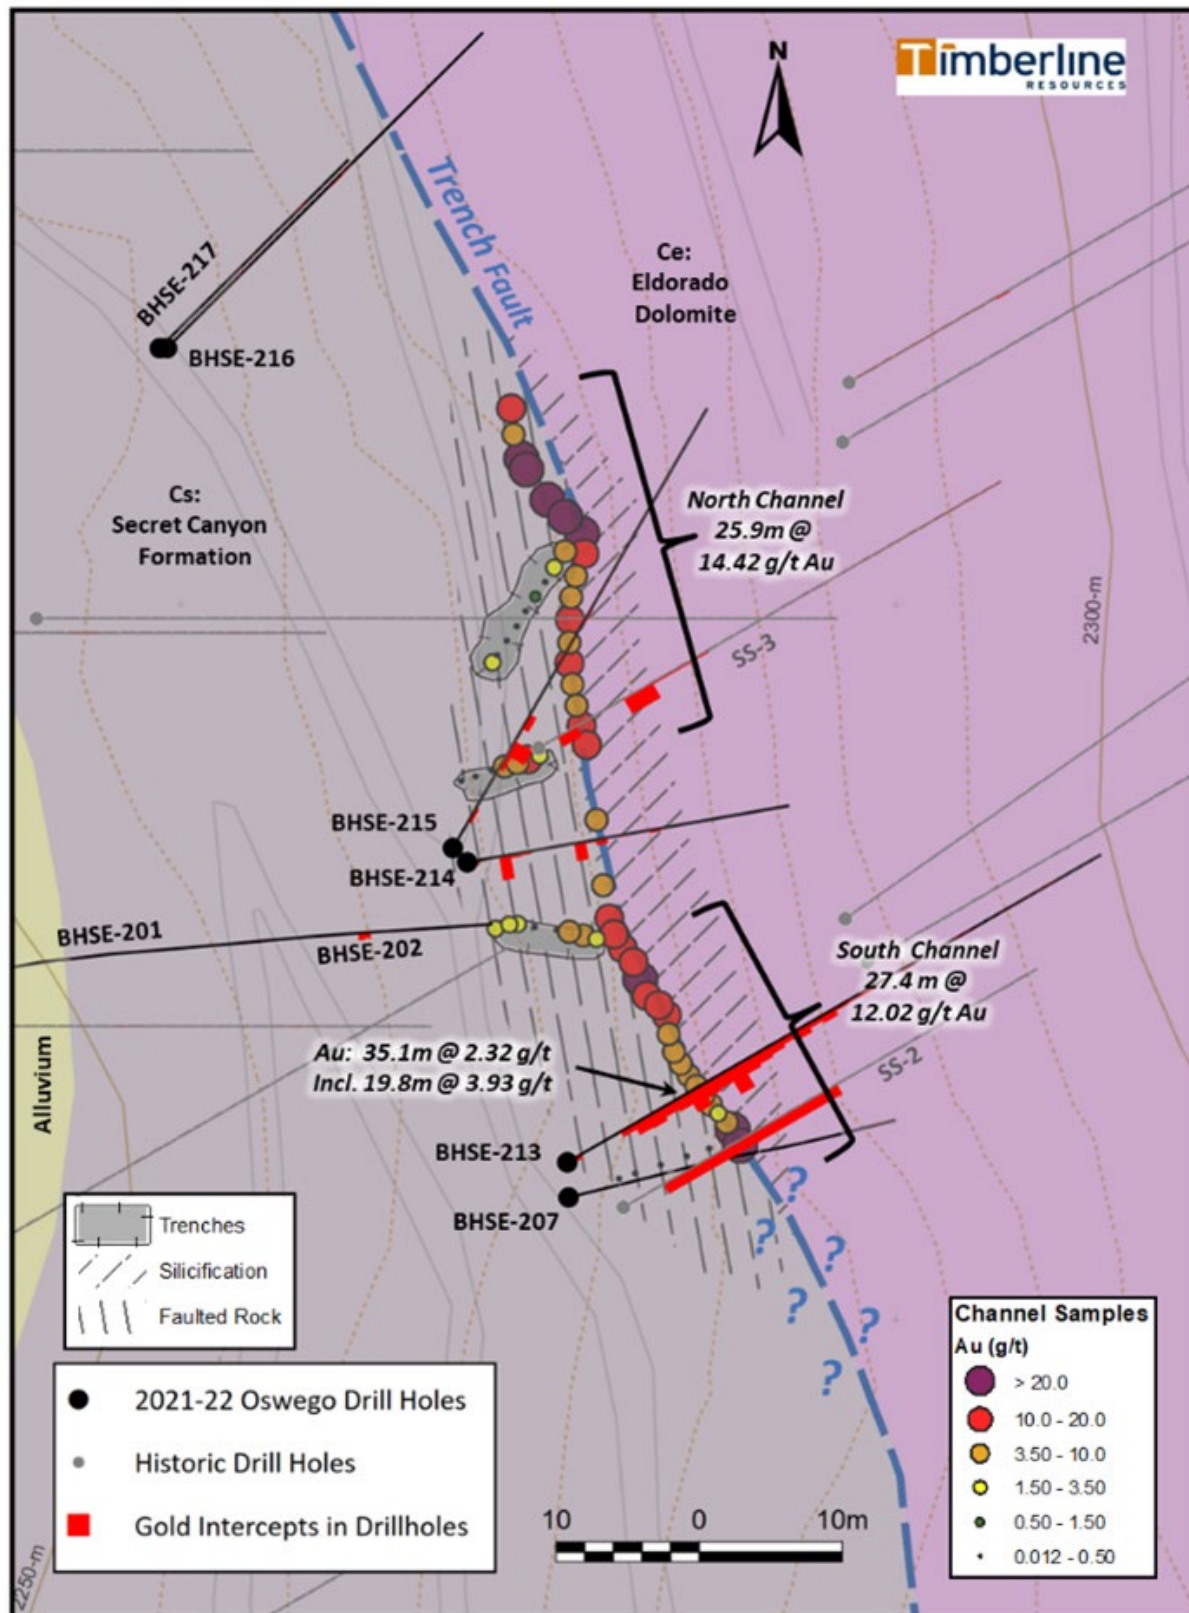 Timberline
RESOURCES
N
Trench Fault
Ce:
Eldorado
Dolomite
BHSE-217
BHSE-216
Cs:
Secret Canyon
Formation
North Channel
25.9m @
14.42 g/t Au
2300-m
SS-3
BHSE-215
BHSE-214
BHSE-201
BHSE-202
South Channel
27.4 m @
12.02 g/t Au
Au: 35.1m @ 2.32 g/t
Incl. 19.8m @ 3.93 g/t
SS-2
Alluvium
BHSE-213
BHSE-207
?
?
?
?
?
?
Trenches
Silicification
Faulted Rock
2021-22 Oswego Drill Holes
Historic Drill Holes
Gold Intercepts in Drillholes
10 0 10m
Channel Samples
Au (g/t)
> 20.0
10.0 - 20.0
3.50 - 10.0
1.50 - 3.50
0.50 - 1.50
0.012 - 0.50
2250-m